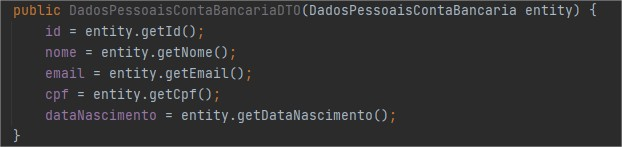 public DadosPessoaisContaBancariaDTO(DadosPessoaisContaBancaria entity) {
    id = entity.getId();
    nome = entity.getNome();
    email = entity.getEmail();
    cpf = entity.getCpf();
    dataNascimento = entity.getDataNascimento();
}